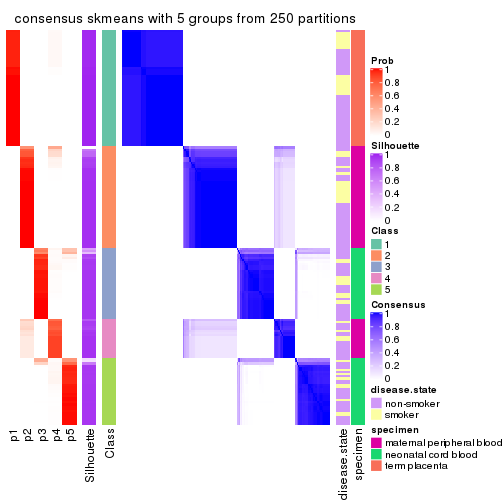 consensus skmeans with 5 groups from 250 partitions
Prob
1
0.8
0.6
0.4
0.2
0
Silhouette
1
0.8
0.6
0.4
0.2
0
Class
1
2
3
4
5
Consensus
1
0.8
0.6
0.4
0.2
0
disease.state
non-smoker
smoker
specimen
maternal peripheral blood
neonatal cord blood
term placenta
p1
p2
p3
p4
p5
Silhouette
Class
disease.state
specimen